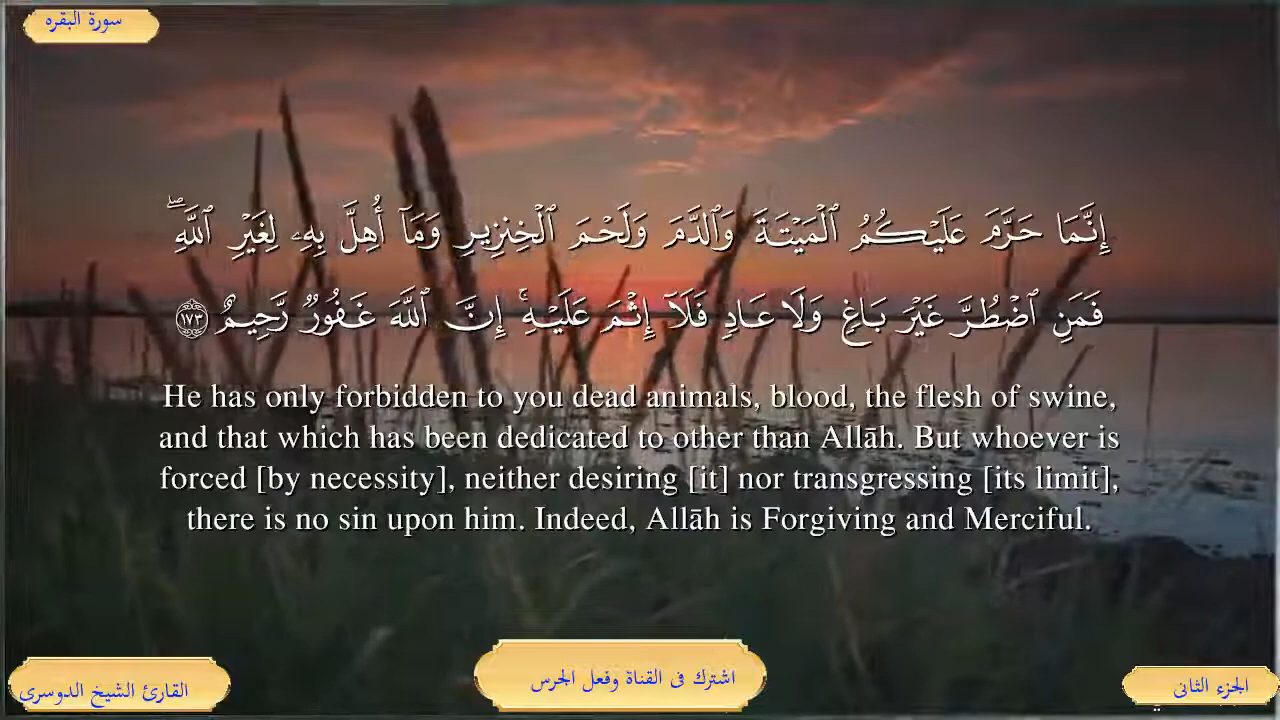 سورة البقره
إِنَّمَا حَرَّمَ عَلَيْكُمُ ٱلْمَيْتَةَ وَٱلدَّمَ وَلَحْمَ ٱلْخِنزِيرِ وَمَآ أُهِلَّ بِهِۦ لِغَيْرِ ٱللَّهِ ۖ
فَمَنِ ٱضْطُرَّ غَيْرَ بَاغٍ وَلَا عَادٍ فَلَآ إِثْمَ عَلَيْهِ ۚ إِنَّ ٱللَّهَ غَفُورٌ رَّحِيمٌ ١٧٣
He has only forbidden to you dead animals, blood, the flesh of swine,
and that which has been dedicated to other than Allāh. But whoever is
forced [by necessity], neither desiring [it] nor transgressing [its limit],
there is no sin upon him. Indeed, Allāh is Forgiving and Merciful.
الجزء الثانى
اشترك فى القناة وفعل الجرس
القارئ الشيخ الدوسرى